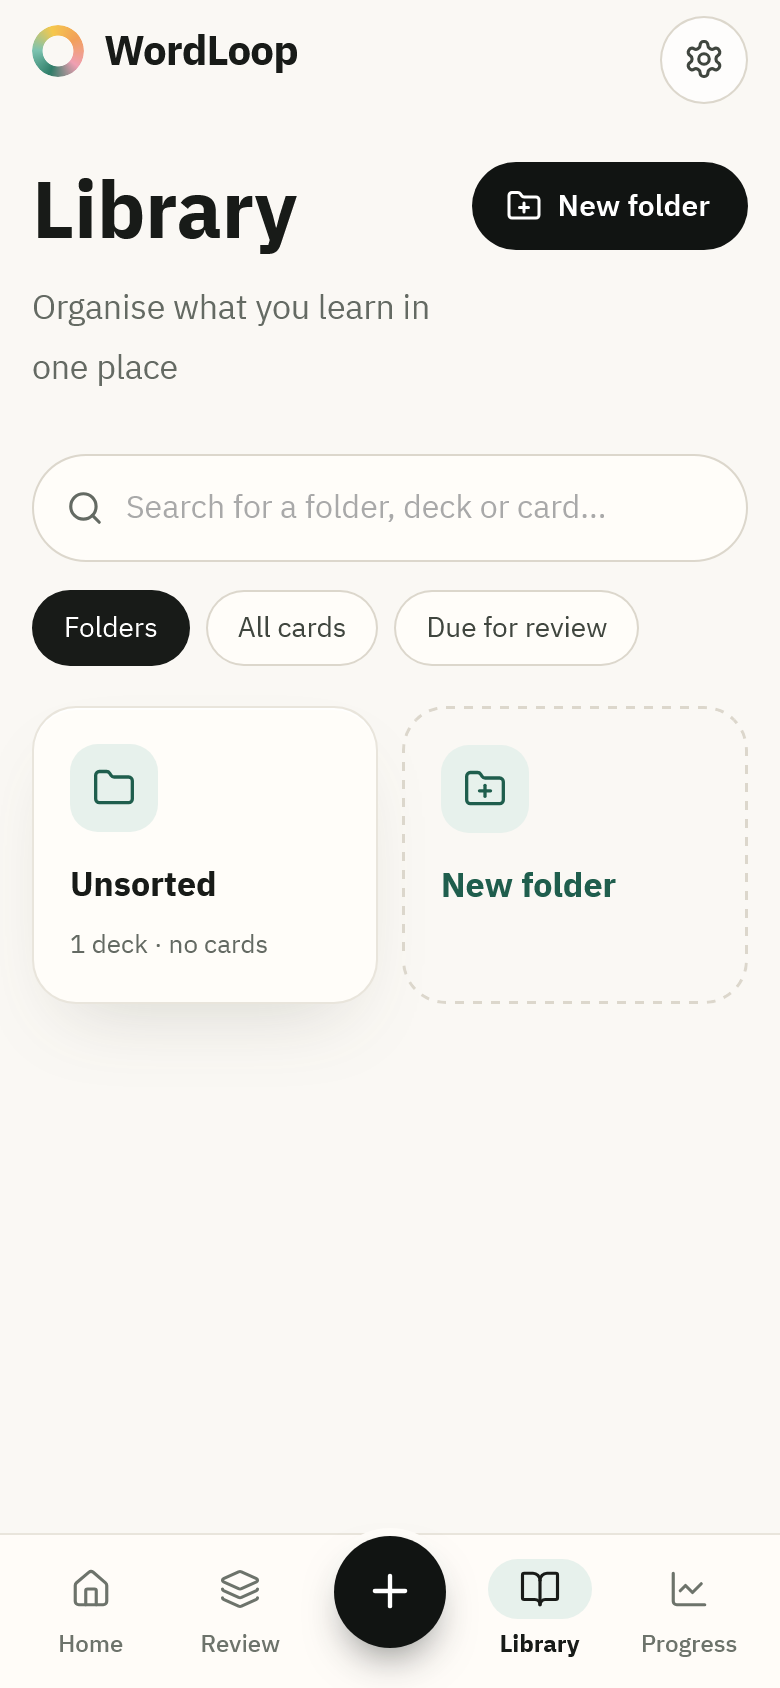 WordLoop
Library
New folder
Organise what you learn in
one place
Search for a folder, deck or card...
Folders
All cards
Due for review
Unsorted
1 deck · no cards
New folder
Home
Review
Library
Progress